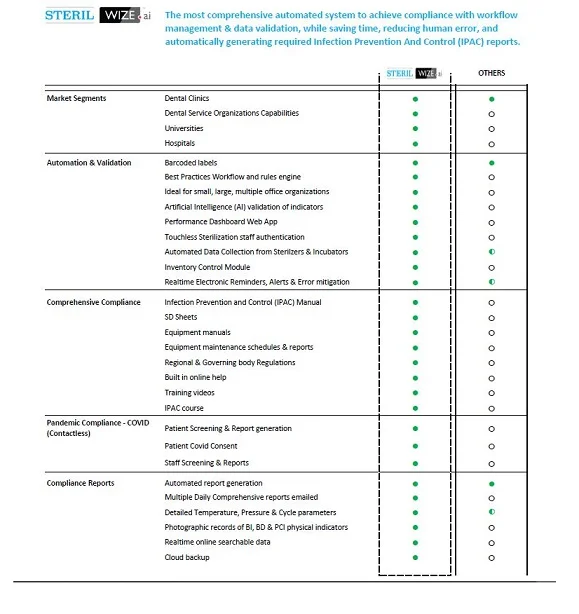 STERIL WIZE.ai
The most comprehensive automated system to achieve compliance with workflow
management & data validation, while saving time, reducing human error, and
automatically generating required Infection Prevention And Control (IPAC) reports.
STERIL WIZE ai OTHERS
Market Segments Dental Clinics
Dental Service Organizations Capabilities
Universities
Hospitals
Automation & Validation Barcoded labels
Best Practices Workflow and rules engine
Ideal for small, large, multiple office organizations
Artificial Intelligence (AI) validation of indicators
Performance Dashboard Web App
Touchless Sterilization staff authentication
Automated Data Collection from Sterilzers & Incubators
Inventory Control Module
Realtime Electronic Reminders, Alerts & Error mitigation
Comprehensive Compliance Infection Prevention and Control (IPAC) Manual
SD Sheets
Equipment manuals
Equipment maintenance schedules & reports
Regional & Governing body Regulations
Built in online help
Training videos
IPAC course
Pandemic Compliance - COVID Patient Screening & Report generation
(Contactless)
Patient Covid Consent
Staff Screening & Reports
Compliance Reports Automated report generation
Multiple Daily Comprehensive reports emailed
Detailed Temperature, Pressure & Cycle parameters
Photographic records of BI, BD & PCI physical indicators
Realtime online searchable data
Cloud backup